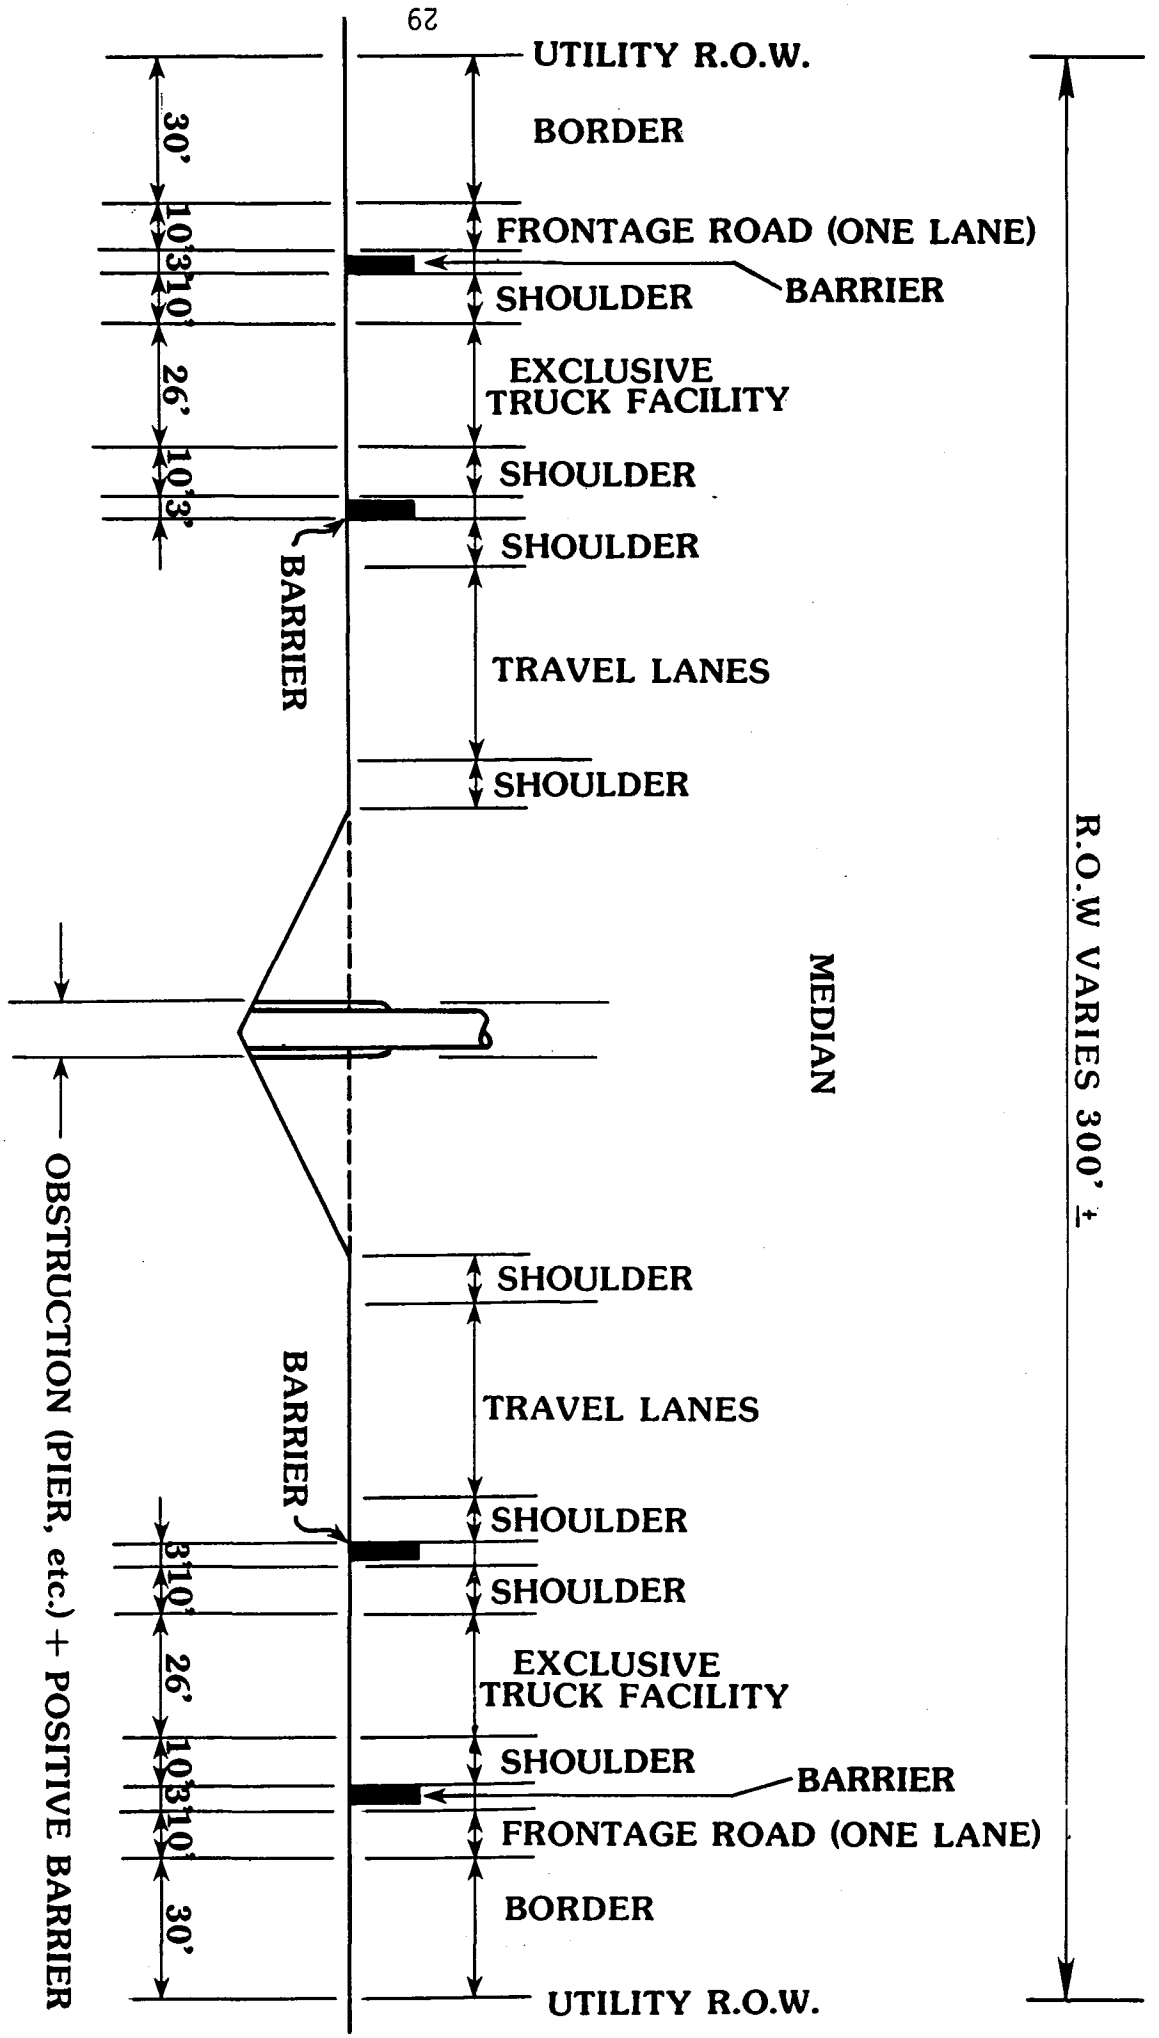 29
UTILITY R.O.W.
BORDER
30'
FRONTAGE ROAD (ONE LANE)
10'
BARRIER
3'
SHOULDER
10'
EXCLUSIVE
TRUCK FACILITY
26'
SHOULDER
10'
3'
BARRIER
SHOULDER
TRAVEL LANES
SHOULDER
MEDIAN
R.O.W VARIES 300' ±
OBSTRUCTION (PIER, etc.) + POSITIVE BARRIER
SHOULDER
TRAVEL LANES
BARRIER
SHOULDER
3'
SHOULDER
10'
EXCLUSIVE
TRUCK FACILITY
26'
SHOULDER
10'
BARRIER
3'
FRONTAGE ROAD (ONE LANE)
10'
BORDER
30'
UTILITY R.O.W.